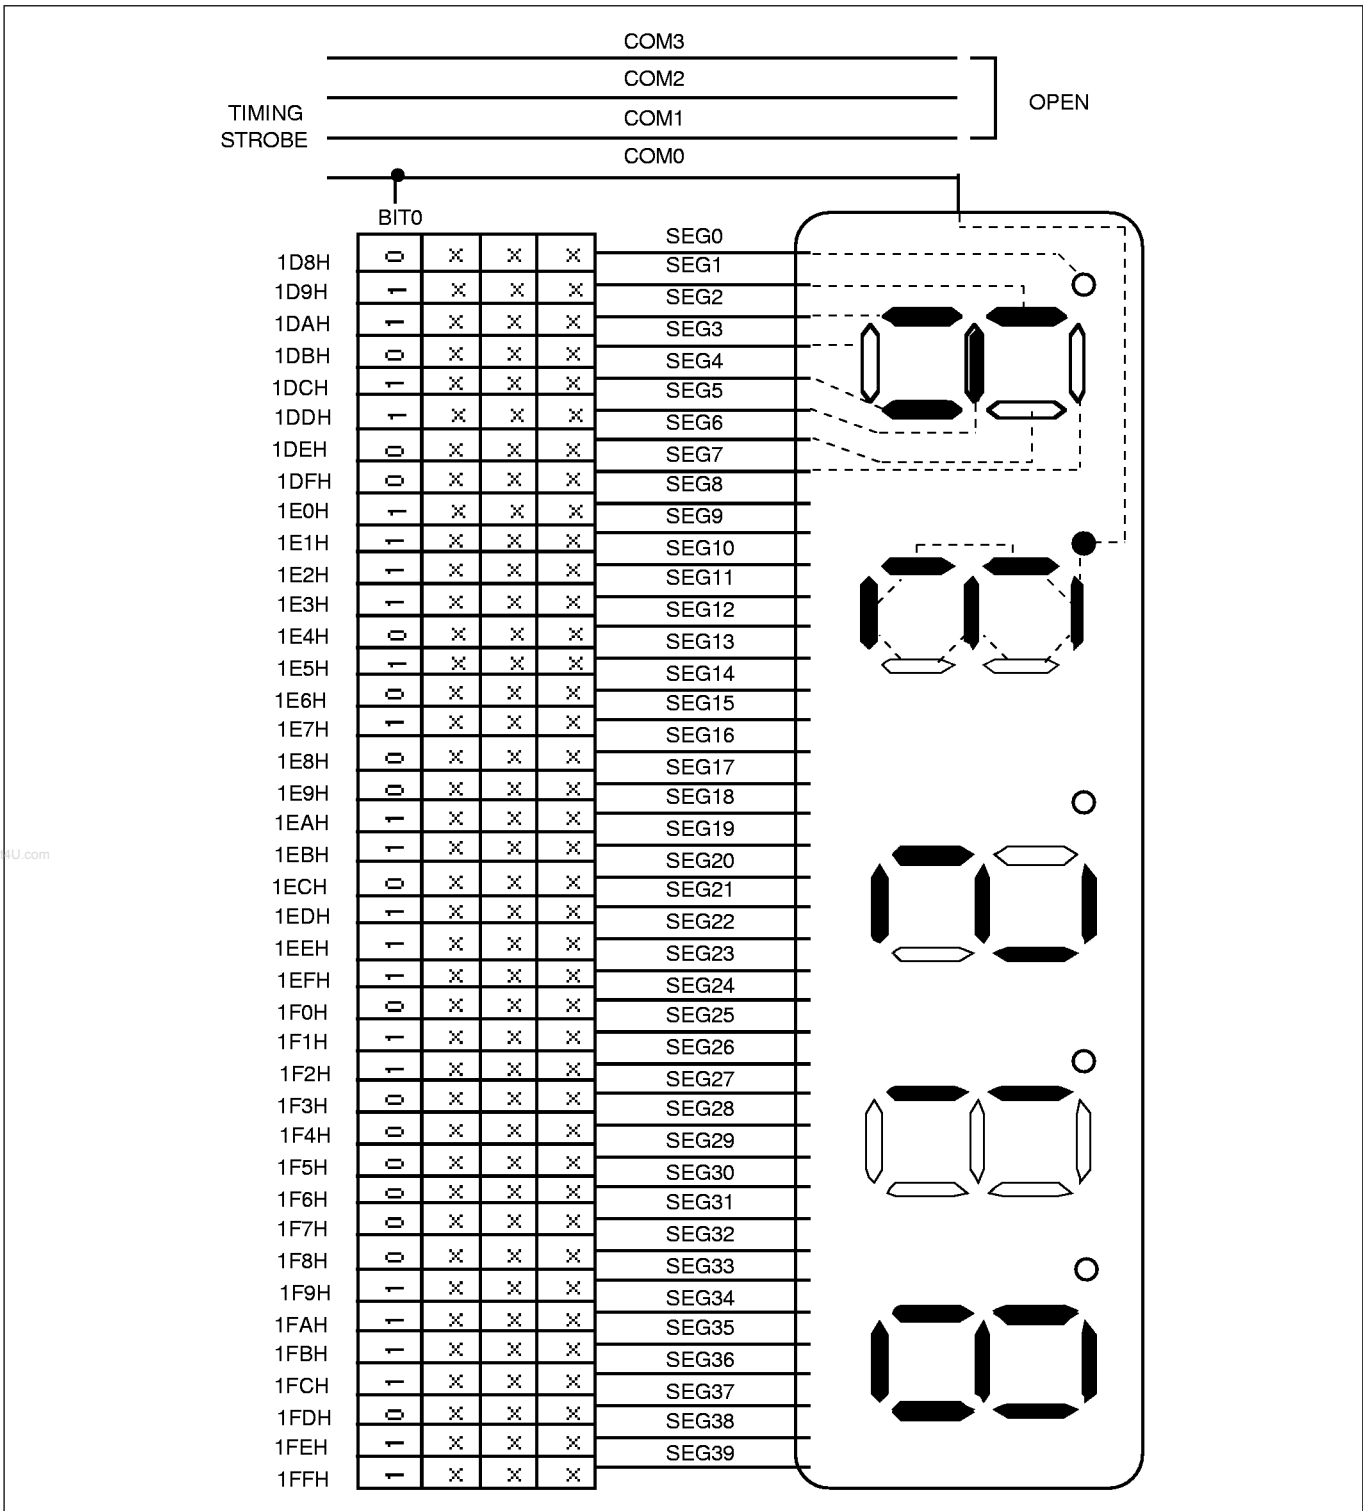 COM3
COM2
TIMING STROBE
COM1
OPEN
COM0
BIT0
1D8H 0 x x x SEG0
1D9H 1 x x x SEG1
1DAH 1 x x x SEG2
1DBH 0 x x x SEG3
1DCH 1 x x x SEG4
1DDH 1 x x x SEG5
1DEH 0 x x x SEG6
1DFH 0 x x x SEG7
1E0H 1 x x x SEG8
1E1H 1 x x x SEG9
1E2H 1 x x x SEG10
1E3H 1 x x x SEG11
1E4H 0 x x x SEG12
1E5H 1 x x x SEG13
1E6H 0 x x x SEG14
1E7H 1 x x x SEG15
1E8H 0 x x x SEG16
1E9H 0 x x x SEG17
1EAH 1 x x x SEG18
1EBH 1 x x x SEG19
1ECH 0 x x x SEG20
1EDH 1 x x x SEG21
1EEH 1 x x x SEG22
1EFH 1 x x x SEG23
1F0H 0 x x x SEG24
1F1H 1 x x x SEG25
1F2H 1 x x x SEG26
1F3H 0 x x x SEG27
1F4H 0 x x x SEG28
1F5H 0 x x x SEG29
1F6H 0 x x x SEG30
1F7H 0 x x x SEG31
1F8H 0 x x x SEG32
1F9H 1 x x x SEG33
1FAH 1 x x x SEG34
1FBH 1 x x x SEG35
1FCH 1 x x x SEG36
1FDH 0 x x x SEG37
1FEH 1 x x x SEG38
1FFH 1 x x x SEG39
t4U.com